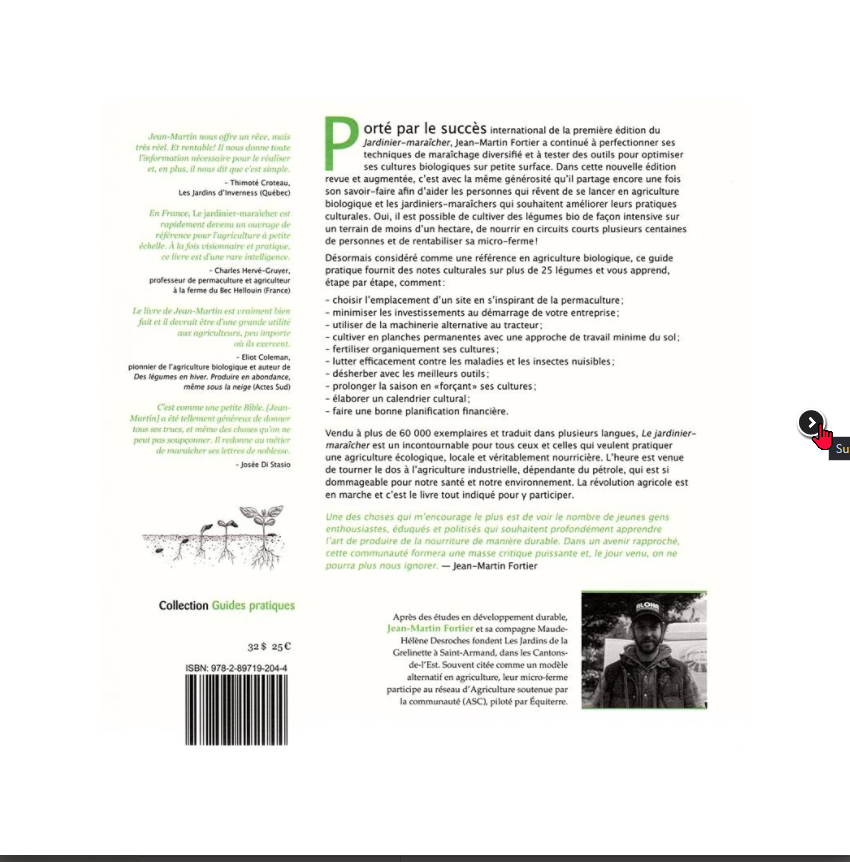 Jean-Martin nous offre un rêve, mais
très réel. Et rentable! Il nous donne toute
l'information nécessaire pour le réaliser
et, en plus, il nous dit que c'est simple.
– Thimoté Croteau,
Les Jardins d'Inverness (Québec)
En France, Le jardinier-maraîcher est
rapidement devenu un ouvrage de
référence pour l'agriculture à petite
échelle. À la fois visionnaire et pratique,
ce livre est d'une rare intelligence.
– Charles Hervé-Gruyer,
professeur de permaculture et agriculteur
à la ferme du Bec Hellouin (France)
Le livre de Jean-Martin est vraiment bien
fait et il devrait être d'une grande utilité
aux agriculteurs, peu importe
où ils exercent.
– Eliot Coleman,
pionnier de l'agriculture biologique et auteur de
Des légumes en hiver. Produire en abondance,
même sous la neige (Actes Sud)
C'est comme une petite Bible. [Jean-
Martin] a été tellement généreux de donner
tous ses trucs, et même des choses qu'on ne
peut pas soupçonner. Il redonne au métier
de maraîcher ses lettres de noblesse.
– Josée Di Stasio
Collection Guides pratiques
32 $ 25 €
ISBN: 978-2-89719-204-4
Porté par le succès international de la première édition du
Jardinier-maraîcher, Jean-Martin Fortier a continué à perfectionner ses
techniques de maraîchage diversifié et à tester des outils pour optimiser
ses cultures biologiques sur petite surface. Dans cette nouvelle édition
revue et augmentée, c'est avec la même générosité qu'il partage encore une fois
son savoir-faire afin d'aider les personnes qui rêvent de se lancer en agriculture
biologique et les jardiniers-maraîchers qui souhaitent améliorer leurs pratiques
culturales. Oui, il est possible de cultiver des légumes bio de façon intensive sur
un terrain de moins d'un hectare, de nourrir en circuits courts plusieurs centaines
de personnes et de rentabiliser sa micro-ferme!
Désormais considéré comme une référence en agriculture biologique, ce guide
pratique fournit des notes culturales sur plus de 25 légumes et vous apprend,
étape par étape, comment:
– choisir l'emplacement d'un site en s'inspirant de la permaculture;
– minimiser les investissements au démarrage de votre entreprise;
– utiliser de la machinerie alternative au tracteur;
– cultiver en planches permanentes avec une approche de travail minime du sol;
– fertiliser organiquement ses cultures;
– lutter efficacement contre les maladies et les insectes nuisibles;
– désherber avec les meilleurs outils;
– prolonger la saison en «forçant» ses cultures;
– élaborer un calendrier cultural;
– faire une bonne planification financière.
Vendu à plus de 60 000 exemplaires et traduit dans plusieurs langues, Le jardinier-
maraîcher est un incontournable pour tous ceux et celles qui veulent pratiquer
une agriculture écologique, locale et véritablement nourricière. L'heure est venue
de tourner le dos à l'agriculture industrielle, dépendante du pétrole, qui est si
dommageable pour notre santé et notre environnement. La révolution agricole est
en marche et c'est le livre tout indiqué pour y participer.
Une des choses qui m'encourage le plus est de voir le nombre de jeunes gens
enthousiastes, éduqués et politisés qui souhaitent profondément apprendre
l'art de produire de la nourriture de manière durable. Dans un avenir rapproché,
cette communauté formera une masse critique puissante et, le jour venu, on ne
pourra plus nous ignorer. — Jean-Martin Fortier
Après des études en développement durable,
Jean-Martin Fortier et sa compagne Maude-
Hélène Desroches fondent Les Jardins de la
Grelinette à Saint-Armand, dans les Cantons-
de-l'Est. Souvent citée comme un modèle
alternatif en agriculture, leur micro-ferme
participe au réseau d'Agriculture soutenue par
la communauté (ASC), piloté par Équiterre.
SLOWE
Su